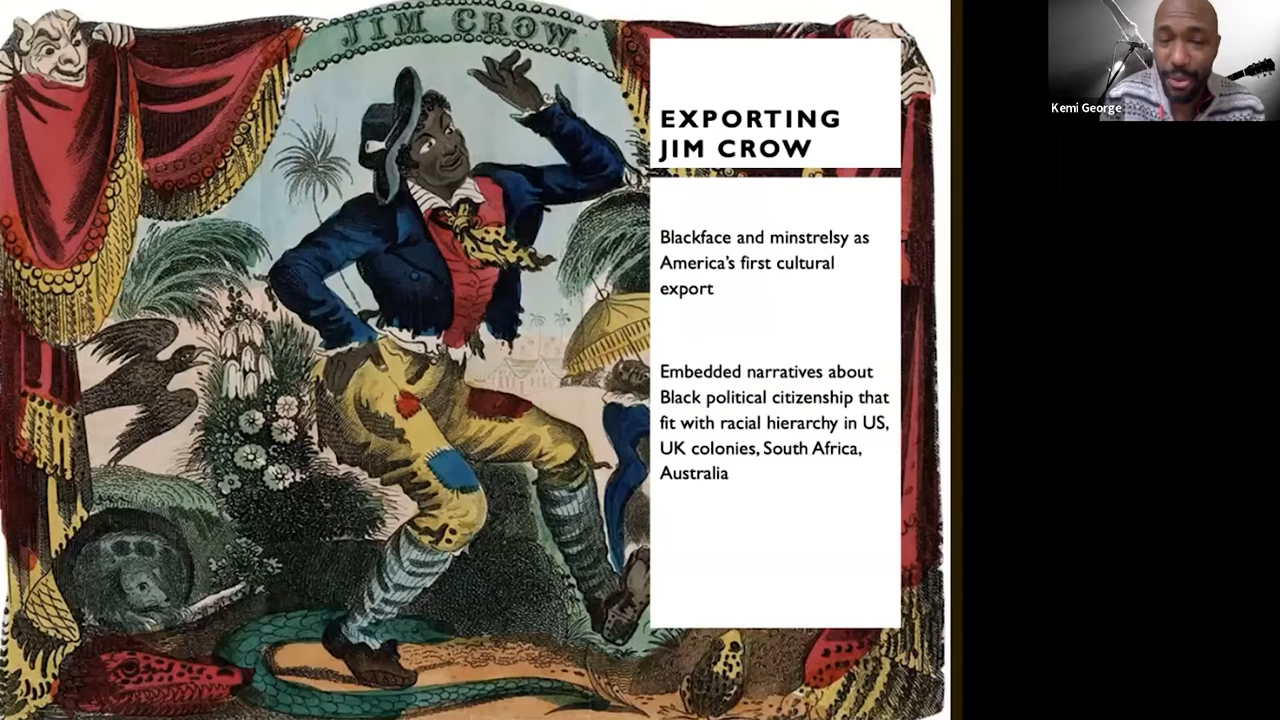 JIM CROW.
EXPORTING
JIM CROW
Blackface and minstrelsy as
America's first cultural
export
Embedded narratives about
Black political citizenship that
fit with racial hierarchy in US,
UK colonies, South Africa,
Australia
Kemi George